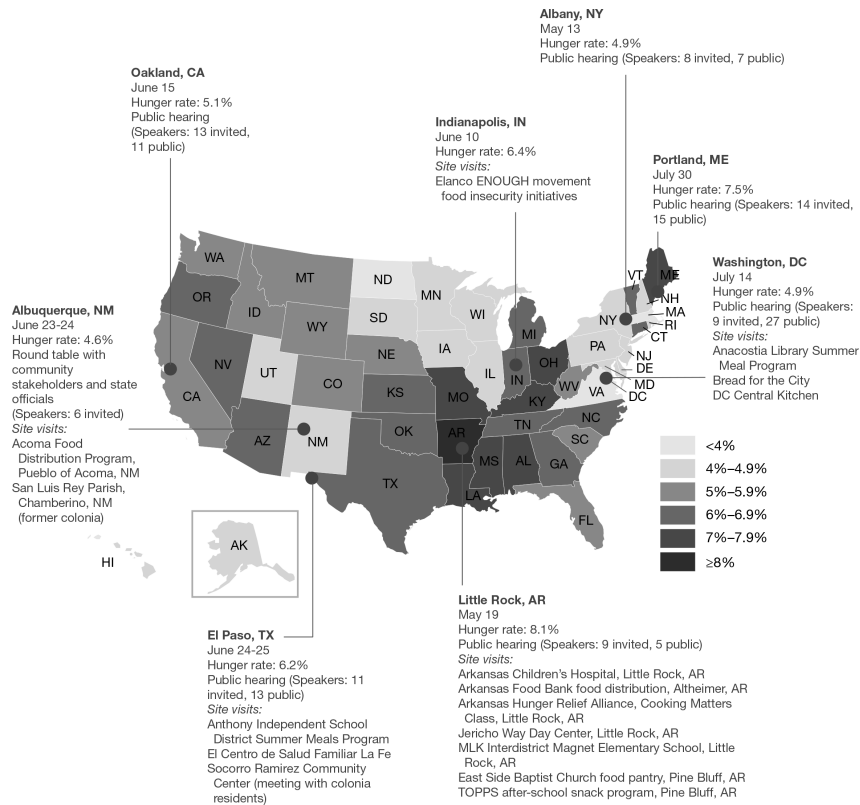 Albany, NY
May 13
Hunger rate: 4.9%
Public hearing (Speakers: 8 invited, 7 public)
Oakland, CA
June 15
Hunger rate: 5.1%
Public hearing
(Speakers: 13 invited,
11 public)
Indianapolis, IN
June 10
Hunger rate: 6.4%
Site visits:
Elanco ENOUGH movement
food insecurity initiatives
Portland, ME
July 30
Hunger rate: 7.5%
Public hearing (Speakers: 14 invited,
15 public)
Washington, DC
July 14
Hunger rate: 4.9%
Public hearing (Speakers:
9 invited, 27 public)
Site visits:
Anacostia Library Summer
Meal Program
Bread for the City
DC Central Kitchen
Albuquerque, NM
June 23-24
Hunger rate: 4.6%
Round table with
community
stakeholders and state
officials
(Speakers: 6 invited)
Site visits:
Acoma Food
Distribution Program,
Pueblo of Acoma, NM
San Luis Rey Parish,
Chamberino, NM
(former colonia)
WA
OR
MT
ID
WY
ND
SD
NE
MN
WI
IA
IL
MI
IN
OH
PA
NY
VT
ME
NH
MA
RI
CT
NJ
DE
MD
DC
VA
WV
KY
NC
TN
SC
GA
AL
MS
LA
AR
MO
KS
OK
TX
CO
UT
NV
CA
AZ
NM
FL
HI
AK
<4%
4%–4.9%
5%–5.9%
6%–6.9%
7%–7.9%
≥8%
El Paso, TX
June 24-25
Hunger rate: 6.2%
Public hearing (Speakers: 11
invited, 13 public)
Site visits:
Anthony Independent School
District Summer Meals Program
El Centro de Salud Familiar La Fe
Socorro Ramirez Community
Center (meeting with colonia
residents)
Little Rock, AR
May 19
Hunger rate: 8.1%
Public hearing (Speakers: 9 invited, 5 public)
Site visits:
Arkansas Children's Hospital, Little Rock, AR
Arkansas Food Bank food distribution, Altheimer, AR
Arkansas Hunger Relief Alliance, Cooking Matters
Class, Little Rock, AR
Jericho Way Day Center, Little Rock, AR
MLK Interdistrict Magnet Elementary School, Little
Rock, AR
East Side Baptist Church food pantry, Pine Bluff, AR
TOPPS after-school snack program, Pine Bluff, AR